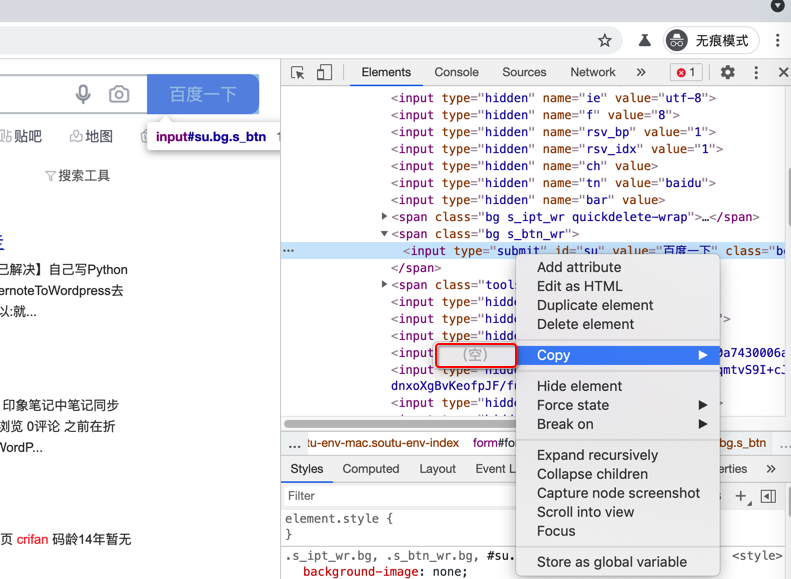 无痕模式
百度一下
贴 贴吧 地图
input#su.bg.s_btn
搜索工具
已解决】自己写Python
ernoteToWordpress去
以:就...
印象笔记中笔记同步
浏览 0评论 之前在折
WordP...
页 crifan 码龄14年暂无
Elements Console Sources Network » 1
<input type="hidden" name="ie" value="utf-8">
<input type="hidden" name="f" value="8">
<input type="hidden" name="rsv_bp" value="1">
<input type="hidden" name="rsv_idx" value="1">
<input type="hidden" name="ch" value>
<input type="hidden" name="tn" value="baidu">
<input type="hidden" name="bar" value>
<span class="bg s_ipt_wr quickdelete-wrap">…</span>
<span class="bg s_btn_wr">
<input type="submit" id="su" value="百度一下" class="b
</span>
<span class="tools
<input type="hidd
<input type="hidd
<input type="hidd
<input 0a7430006a
<input type="hidd qmtvS9I+cJ
dnxoXgBvKeofpJF/f
<input type="hidd
(空)
Add attribute
Edit as HTML
Duplicate element
Delete element
Copy
Hide element
Force state
Break on
Expand recursively
Collapse children
Capture node screenshot
Scroll into view
Focus
Store as global variable
... tu-env-mac.soutu-env-index form#fo bg.s_btn ...
Styles Computed Layout Event L erties »
Filter
element.style {
}
.s_ipt_wr.bg, .s_btn_wr.bg, #su. <style>
background-image: none;